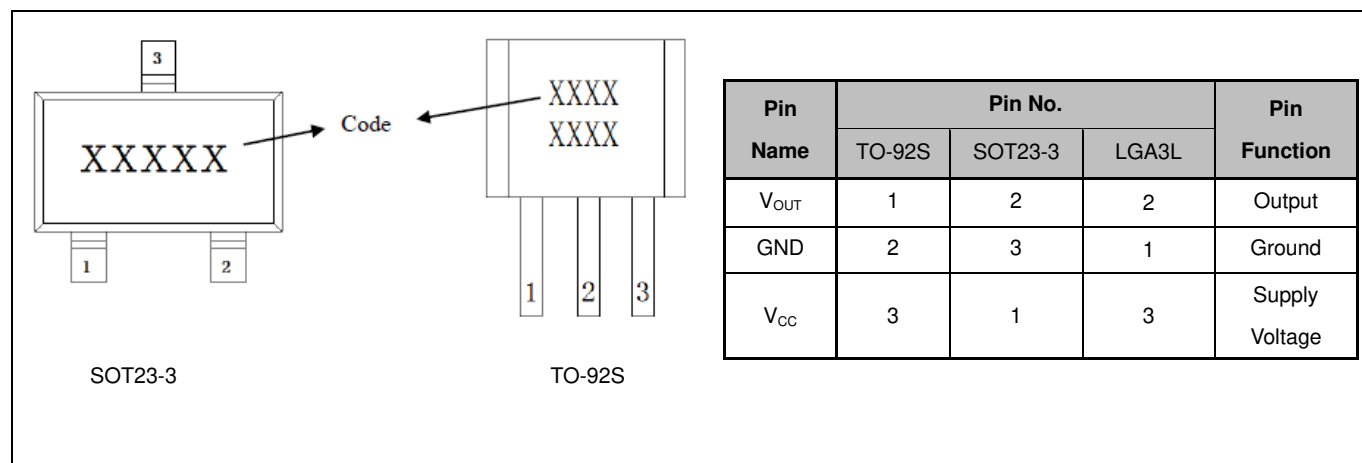 3
XXXXX
1
2
SOT23-3
Code
XXXX
XXXX
1 2 3
TO-92S
Pin Name Pin No. Pin Function
TO-92S SOT23-3 LGA3L
V_OUT 1 2 2 Output
GND 2 3 1 Ground
V_CC 3 1 3 Supply Voltage